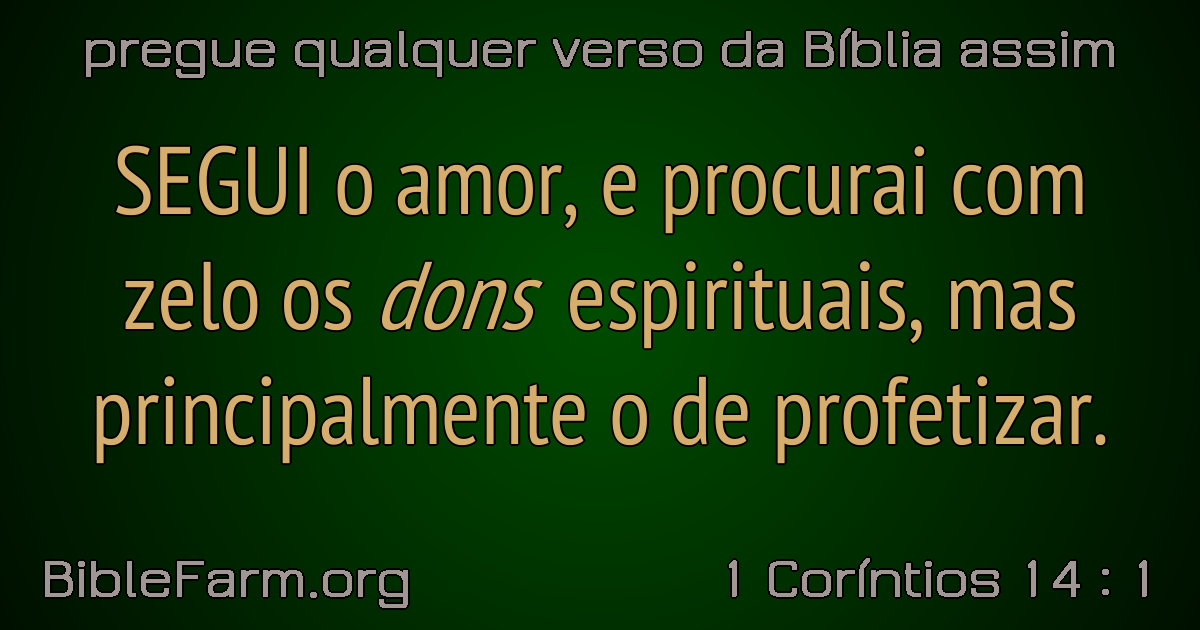 pregue qualquer verso da Bíblia assim
SEGUI o amor, e procurai com
zelo os dons espirituais, mas
principalmente o de profetizar.
BibleFarm.org
1 Coríntios 14 : 1